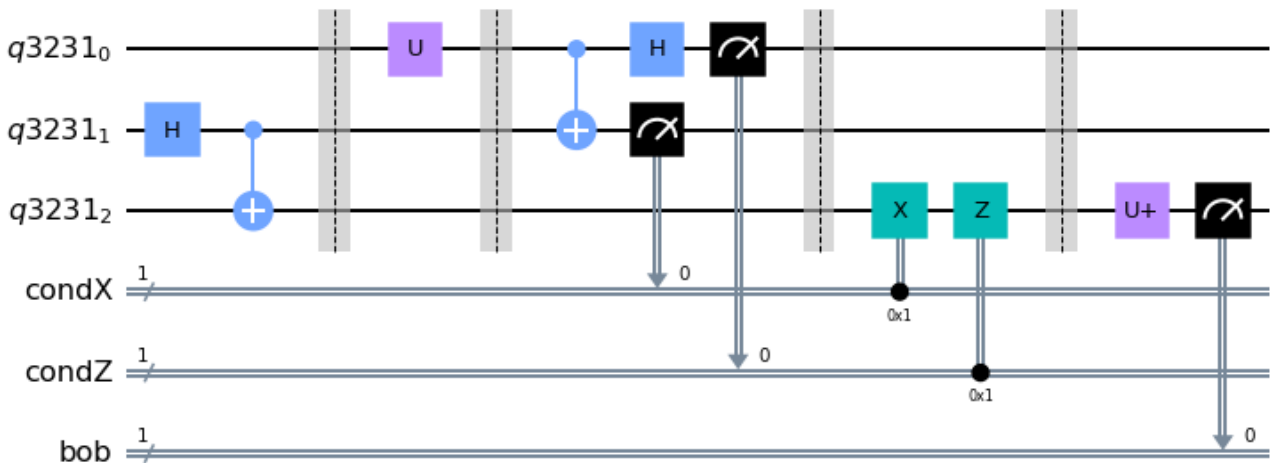 q3231₀ U H
q3231₁ H
q3231₂ X Z U+
condX 1 0 0x1
condZ 1 0 0x1
bob 1 0